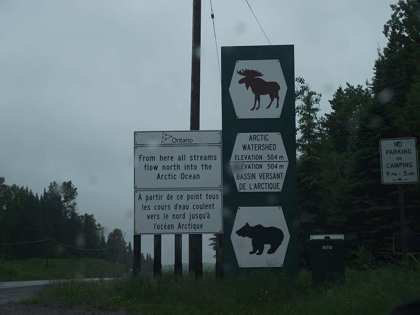 Ontario
From here all streams
flow north into the
Arctic Ocean
À partir de ce point tous
les cours d'eau coulent
vers le nord jusqu'à
l'océan Arctique
ARCTIC
WATERSHED
ELEVATION 504 m
ELEVATION 504 m
BASSIN VERSANT
DE L'ARCTIQUE
NO
PARKING
OR
CAMPING